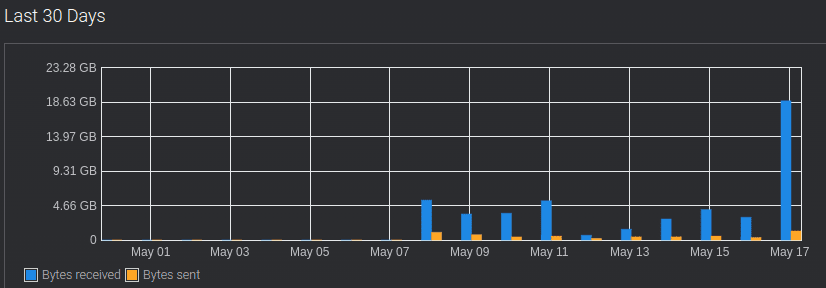 Last 30 Days
23.28 GB
18.63 GB
13.97 GB
9.31 GB
4.66 GB
0
May 01 May 03 May 05 May 07 May 09 May 11 May 13 May 15 May 17
Bytes received Bytes sent